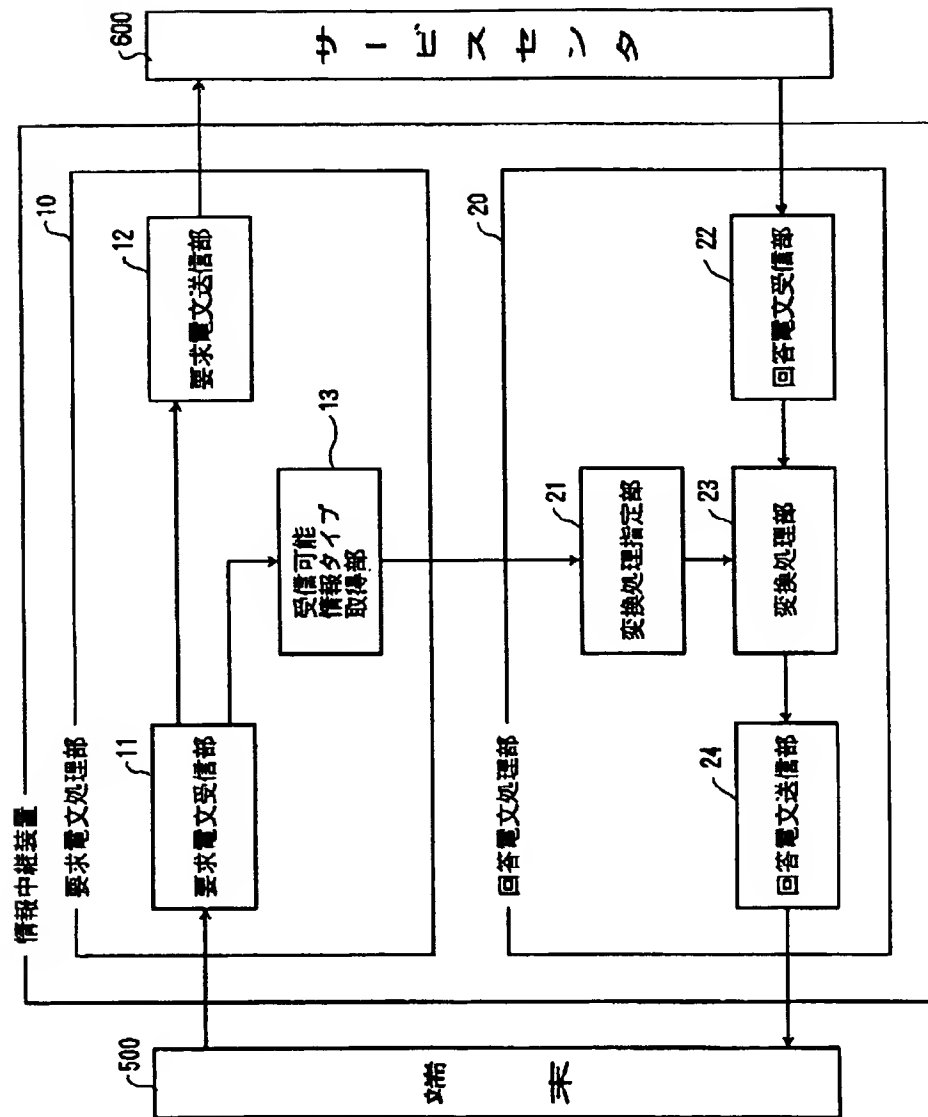 情報中継装置
要求電文処理部
10
11
要求電文受信部
12
要求電文送信部
13
受信可能
情報タイプ
取得部
500
端末
600
サービスセンタ
回答電文処理部
20
21
変換処理指定部
22
回答電文受信部
23
変換処理部
24
回答電文送信部